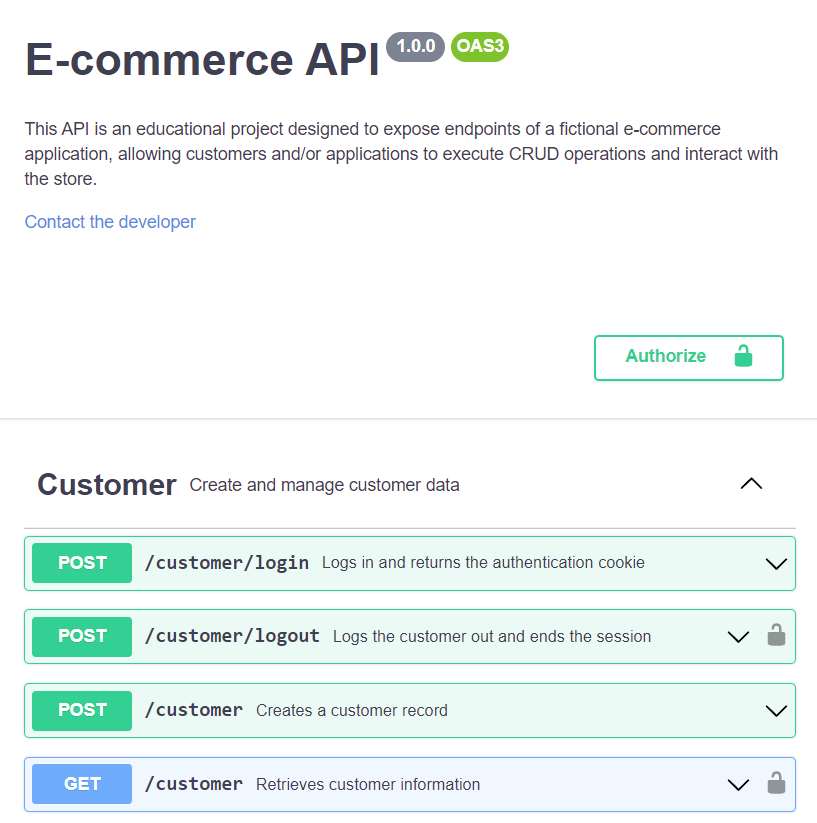 E-commerce API 1.0.0 OAS3
This API is an educational project designed to expose endpoints of a fictional e-commerce
application, allowing customers and/or applications to execute CRUD operations and interact with
the store.
Contact the developer
Authorize
Customer Create and manage customer data
POST /customer/login Logs in and returns the authentication cookie
POST /customer/logout Logs the customer out and ends the session
POST /customer Creates a customer record
GET /customer Retrieves customer information